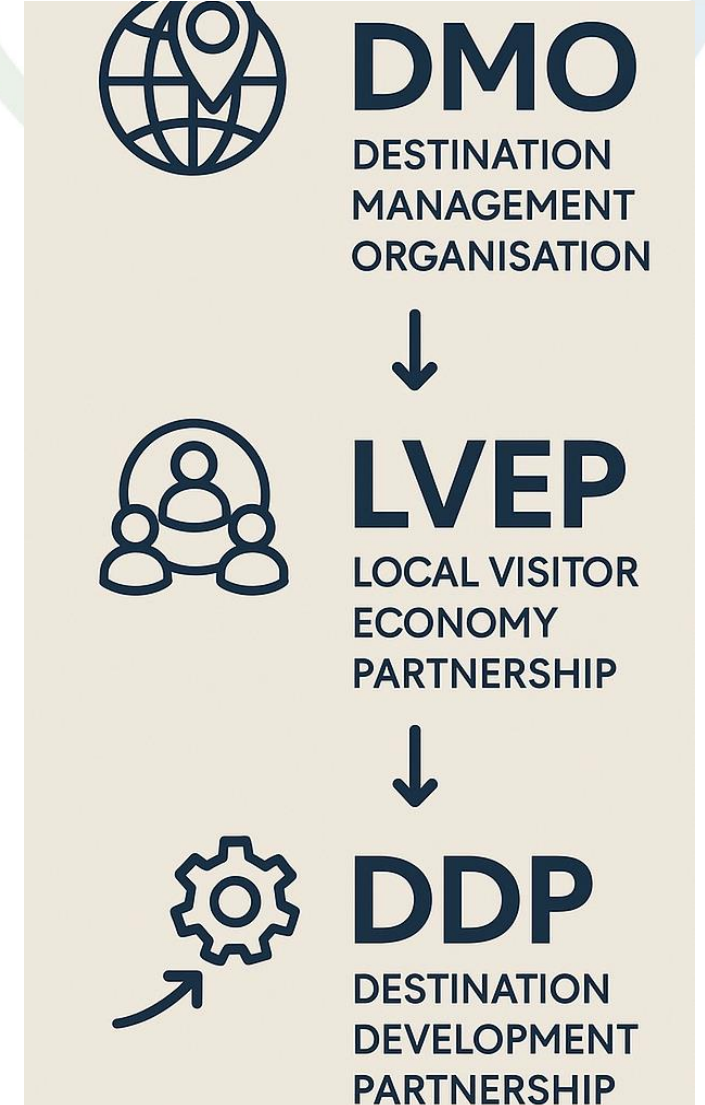 DMO
DESTINATION
MANAGEMENT
ORGANISATION
LVEP
LOCAL VISITOR
ECONOMY
PARTNERSHIP
DDP
DESTINATION
DEVELOPMENT
PARTNERSHIP